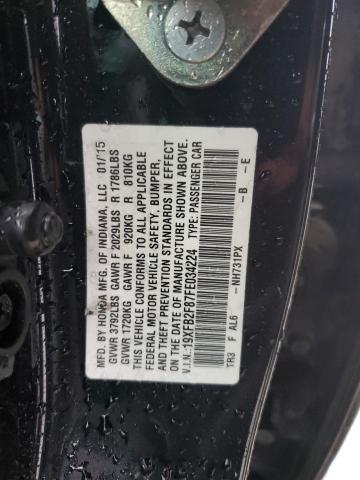 MFD. BY HONDA MFG. OF INDIANA, LLC 01/15
GVWR 3792LBS GAWR F 2029LBS R 1786LBS
GVWR 1720KG GAWR F 920KG R 810KG
THIS VEHICLE CONFORMS TO ALL APPLICABLE
FEDERAL MOTOR VEHICLE SAFETY, BUMPER,
AND THEFT PREVENTION STANDARDS IN EFFECT
ON THE DATE OF MANUFACTURE SHOWN ABOVE.
V.I.N.:19XFB2F87FE034224 TYPE: PASSENGER CAR
TR3 F AL6 -NH731PX -B -E